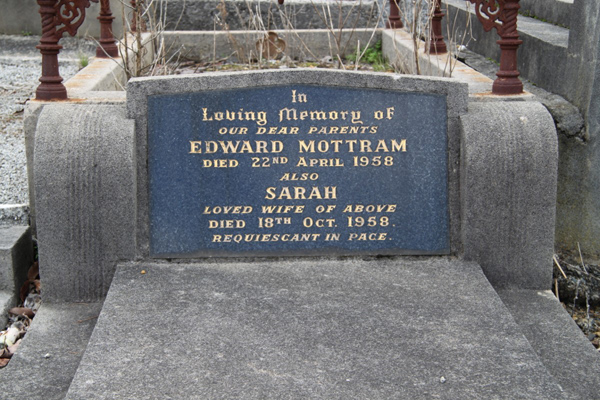 In
Loving Memory of
OUR DEAR PARENTS
EDWARD MOTTRAM
DIED 22ND APRIL 1958
ALSO
SARAH
LOVED WIFE OF ABOVE
DIED 18TH OCT. 1958.
REQUIESCANT IN PACE.